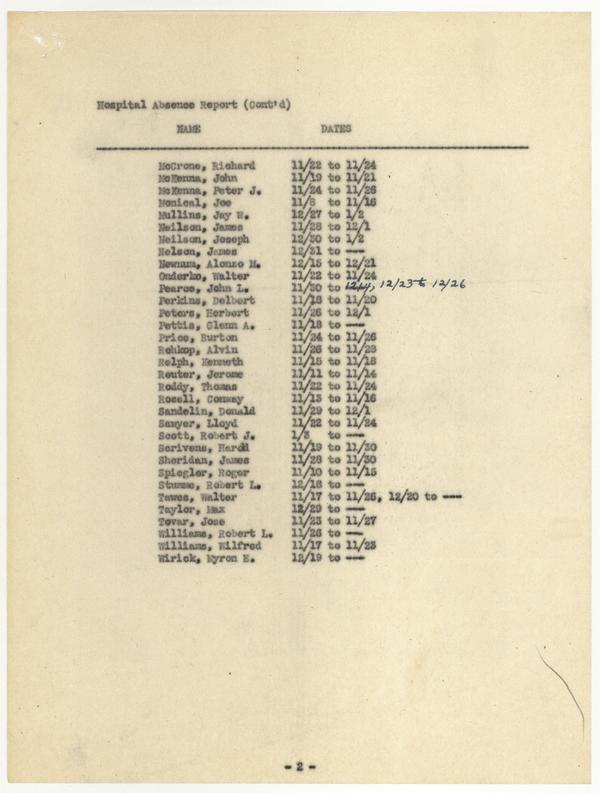 Hospital Absence Report (Cont'd)
NAME DATES
McCrone, Richard 11/22 to 11/24
McKenna, John 11/19 to 11/21
McKenna, Peter J. 11/24 to 11/26
Monical, Joe 11/8 to 11/16
Mullins, Jay W. 12/27 to 1/2
Neilson, James 11/28 to 12/1
Neilson, Joseph 12/30 to 1/2
Nelson, James 12/31 to ---
Newnum, Alonzo M. 12/15 to 12/21
Onderko, Walter 11/22 to 11/24
Pearce, John L. 11/30 to 12/4, 12/23 to 12/26
Perkins, Delbert 11/18 to 11/20
Peters, Herbert 11/26 to 12/1
Pettis, Glenn A. 11/18 to ---
Price, Burton 11/24 to 11/26
Rehkop, Alvin 11/26 to 11/28
Relph, Kenneth 11/15 to 11/18
Reuter, Jerome 11/11 to 11/14
Roddy, Thomas 11/22 to 11/24
Rosell, Conway 11/13 to 11/16
Sandelin, Donald 11/29 to 12/1
Sawyer, Lloyd 11/22 to 11/24
Scott, Robert J. 1/3 to ---
Scrivens, 11/19 to 11/30
Sheridan, James 11/28 to 11/30
Spiegler, Roger 11/10 to 11/15
Stumme, Robert L. 12/18 to ---
Tawes, Walter 11/17 to 11/26, 12/20 to ---
Taylor, Max 12/29 to ---
Tovar, Jose 11/23 to 11/27
Williams, Robert L. 11/26 to ---
Williams, Wilfred 11/17 to 11/23
Wirick, Myron E. 12/19 to ---
- 2 -